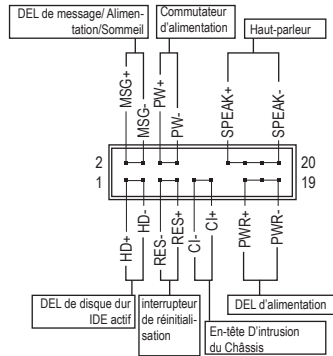 DEL de message/ Alimen-
tation/Sommeil
Commutateur
d'alimentation
Haut-parleur
MSG+
MSG-
PW+
PW-
SPEAK+
SPEAK-
2
20
1
19
HD+
HD-
RES-
RES+
CI-
CI+
PWR+
PWR-
DEL de disque dur
IDE actif
interrupteur
de réinitiali-
sation
DEL d'alimentation
En-tête D'intrusion
du Châssis